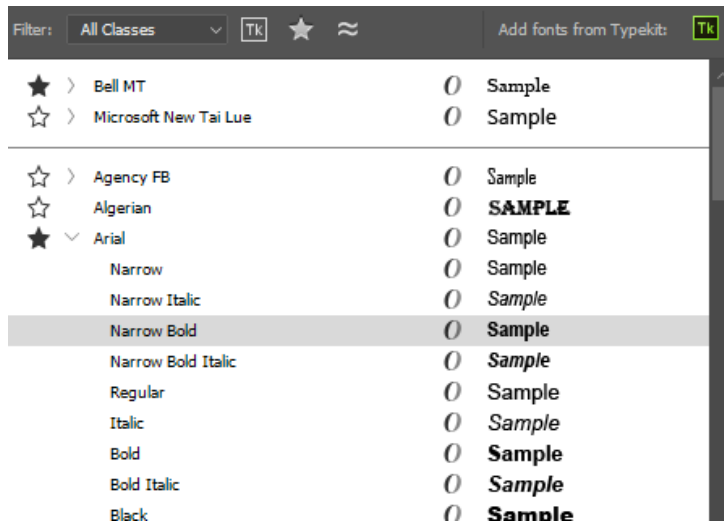 Filter: All Classes Tk Add fonts from Typekit: Tk
Bell MT O Sample
Microsoft New Tai Lue O Sample
Agency FB O Sample
Algerian O SAMPLE
Arial O Sample
Narrow O Sample
Narrow Italic O Sample
Narrow Bold O Sample
Narrow Bold Italic O Sample
Regular O Sample
Italic O Sample
Bold O Sample
Bold Italic O Sample
Black O Sample